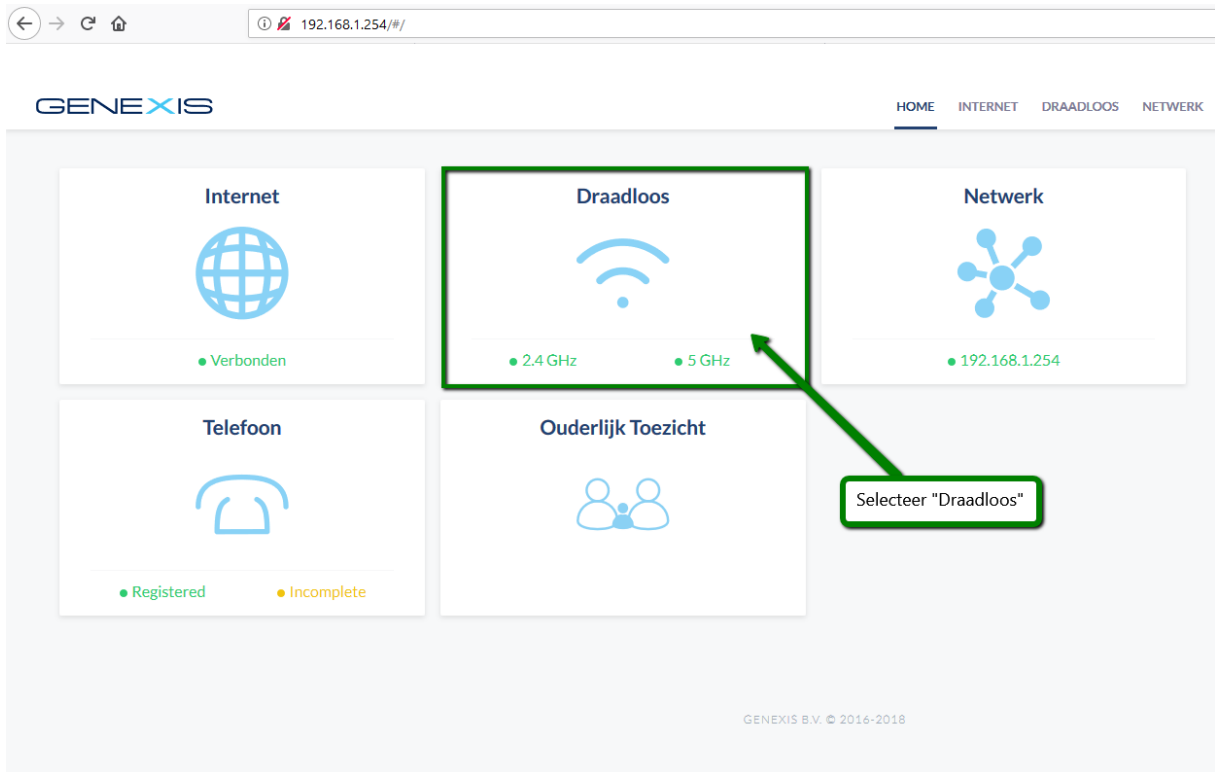 192.168.1.254/#/
GENEXIS
HOME INTERNET DRAADLOOS NETWERK
Internet
Verbonden
Draadloos
2.4 GHz 5 GHz
Netwerk
192.168.1.254
Telefoon
Registered Incomplete
Ouderlijk Toezicht
Selecteer "Draadloos"
GENEXIS B.V. © 2016-2018